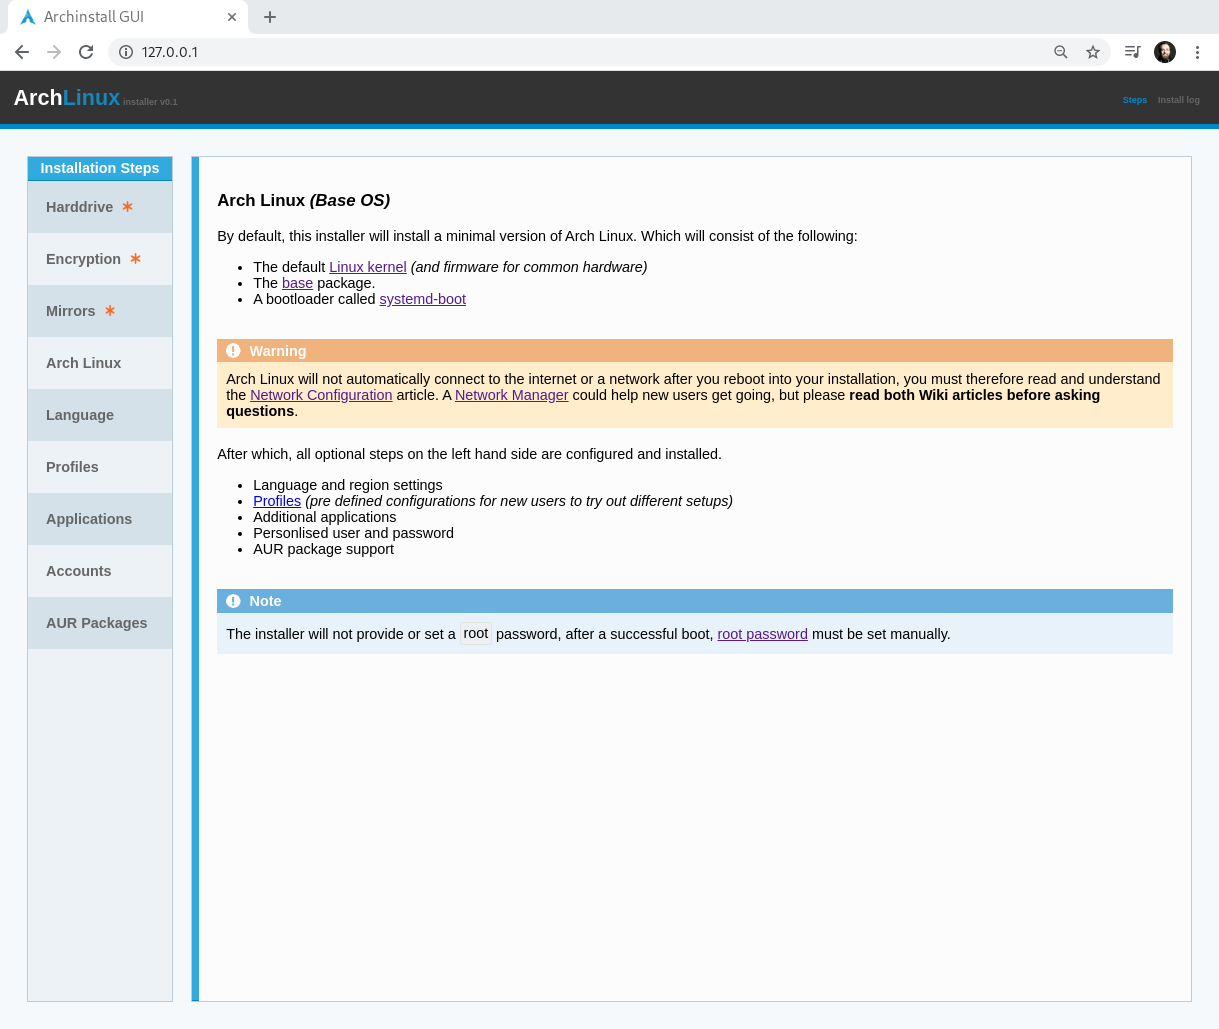 Archinstall GUI
127.0.0.1
ArchLinux installer v0.1
Steps Install log
Installation Steps
Harddrive *
Encryption *
Mirrors *
Arch Linux
Language
Profiles
Applications
Accounts
AUR Packages
Arch Linux (Base OS)
By default, this installer will install a minimal version of Arch Linux. Which will consist of the following:
• The default Linux kernel (and firmware for common hardware)
• The base package.
• A bootloader called systemd-boot
Warning
Arch Linux will not automatically connect to the internet or a network after you reboot into your installation, you must therefore read and understand
the Network Configuration article. A Network Manager could help new users get going, but please read both Wiki articles before asking
questions.
After which, all optional steps on the left hand side are configured and installed.
• Language and region settings
• Profiles (pre defined configurations for new users to try out different setups)
• Additional applications
• Personlised user and password
• AUR package support
Note
The installer will not provide or set a root password, after a successful boot, root password must be set manually.